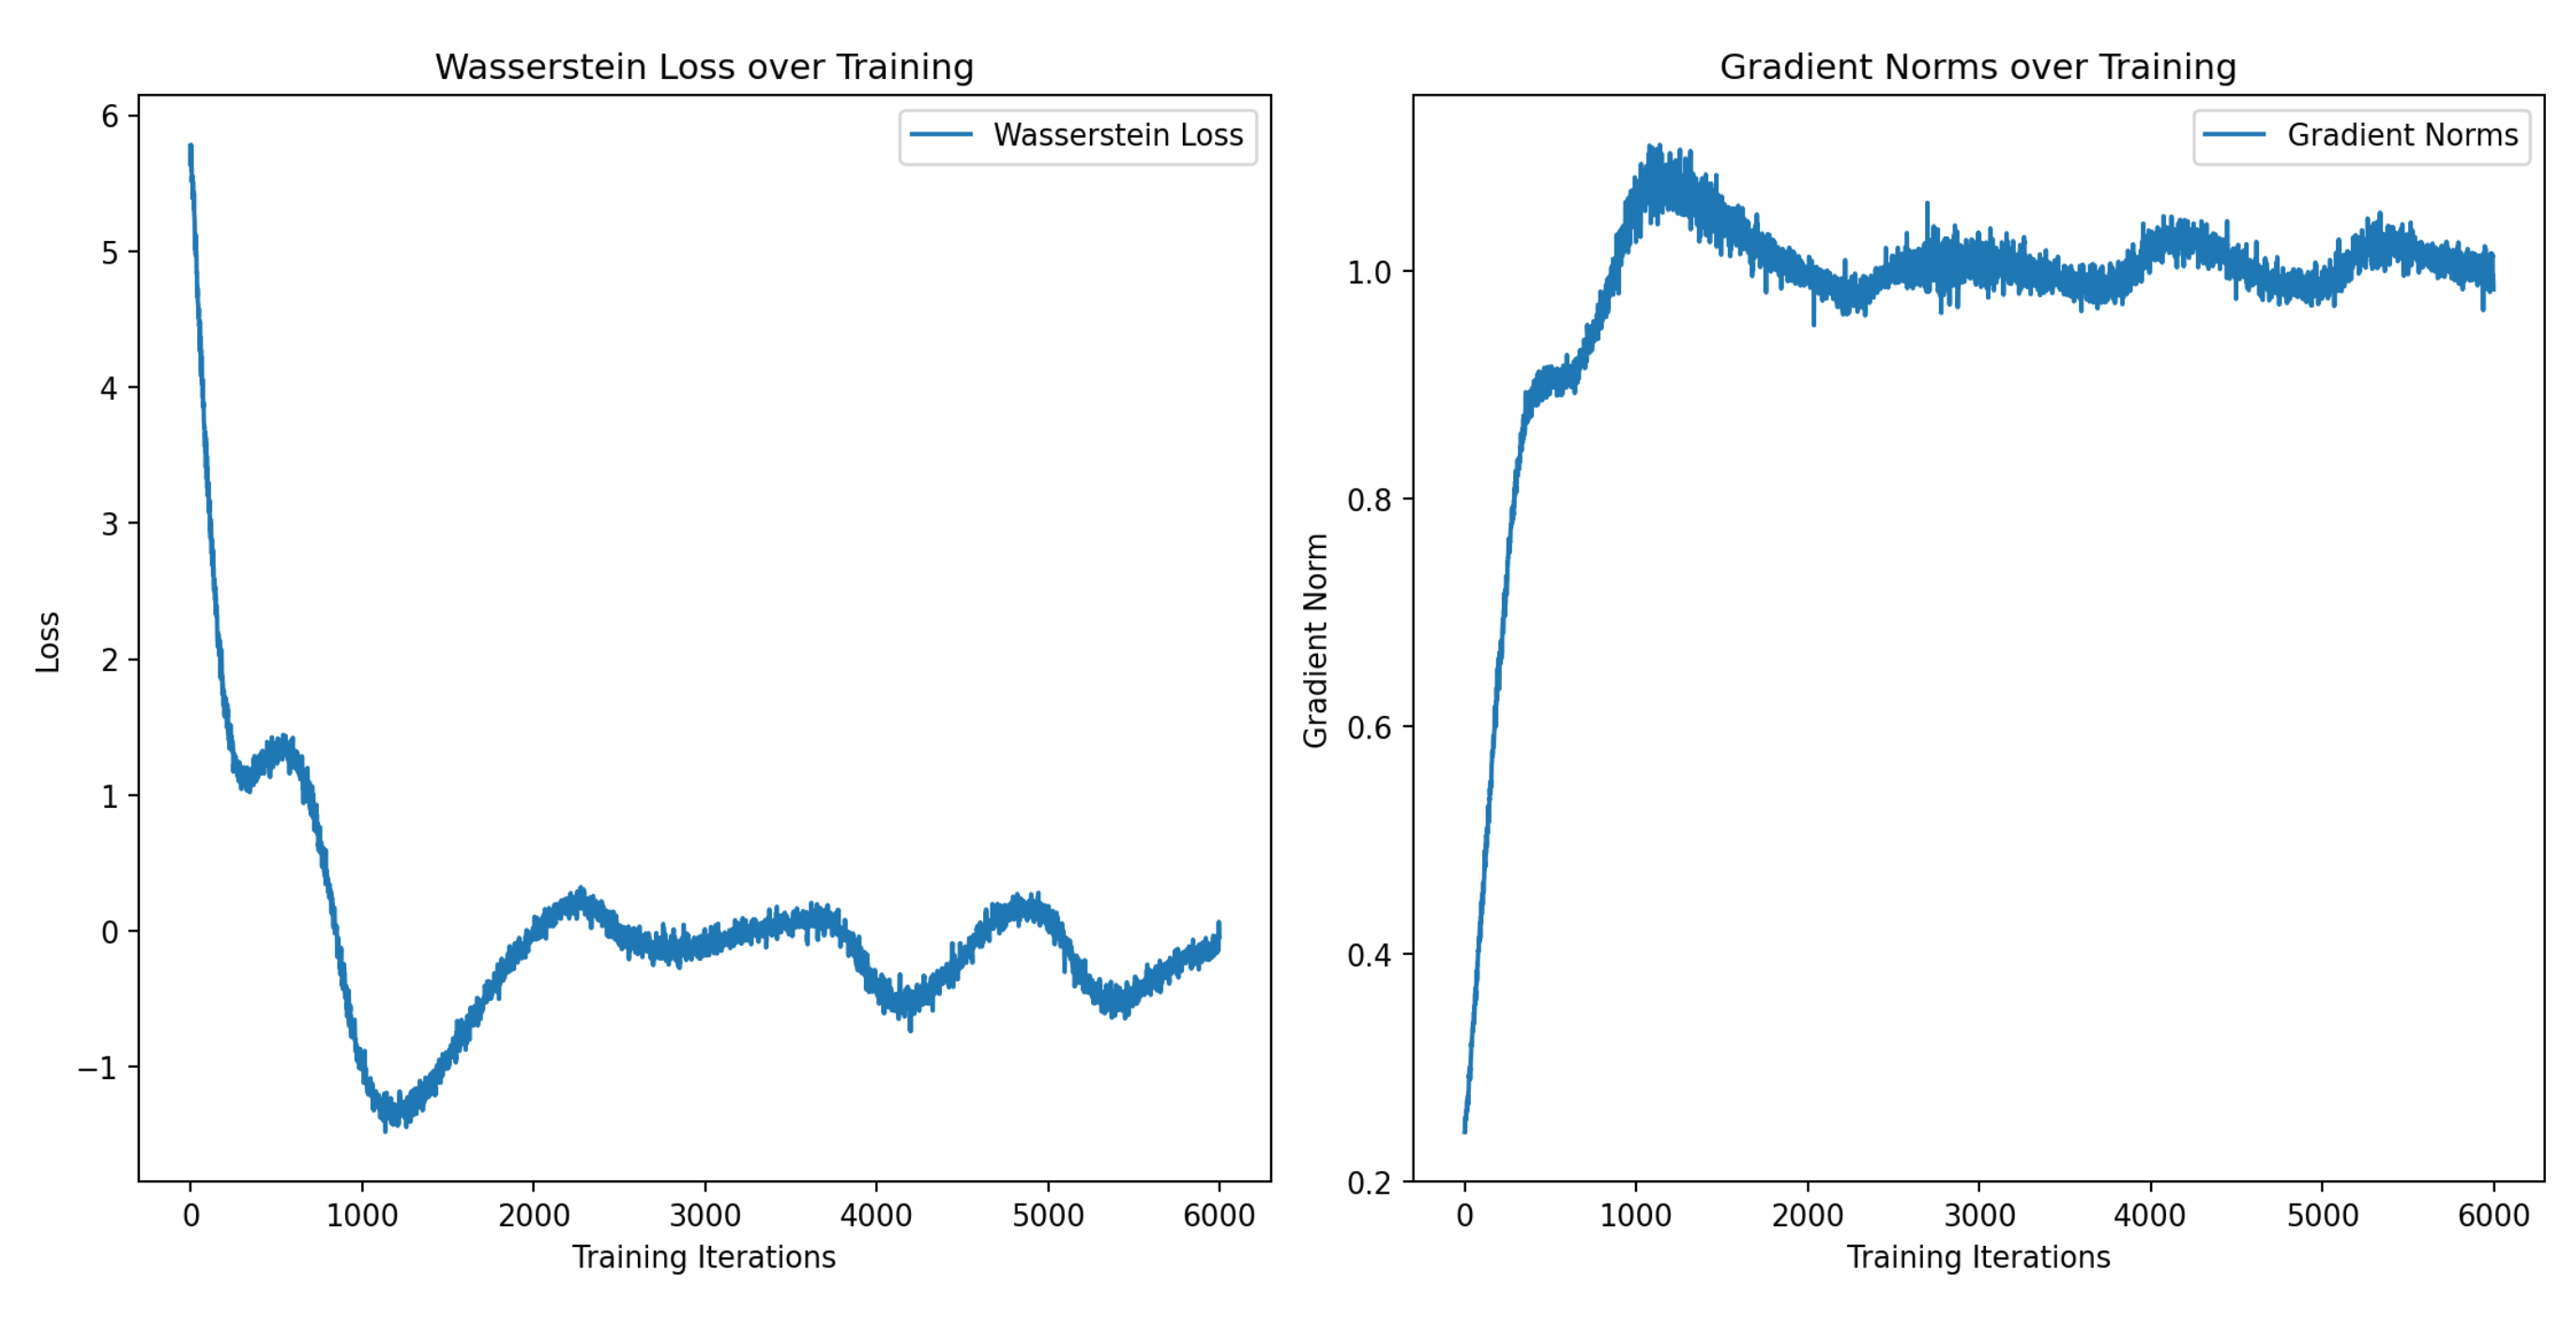 Wasserstein Loss over Training
Wasserstein Loss
6
5
4
3
2
1
0
−1
Loss
0 1000 2000 3000 4000 5000 6000
Training Iterations
Gradient Norms over Training
Gradient Norms
1.0
0.8
0.6
0.4
0.2
Gradient Norm
0 1000 2000 3000 4000 5000 6000
Training Iterations